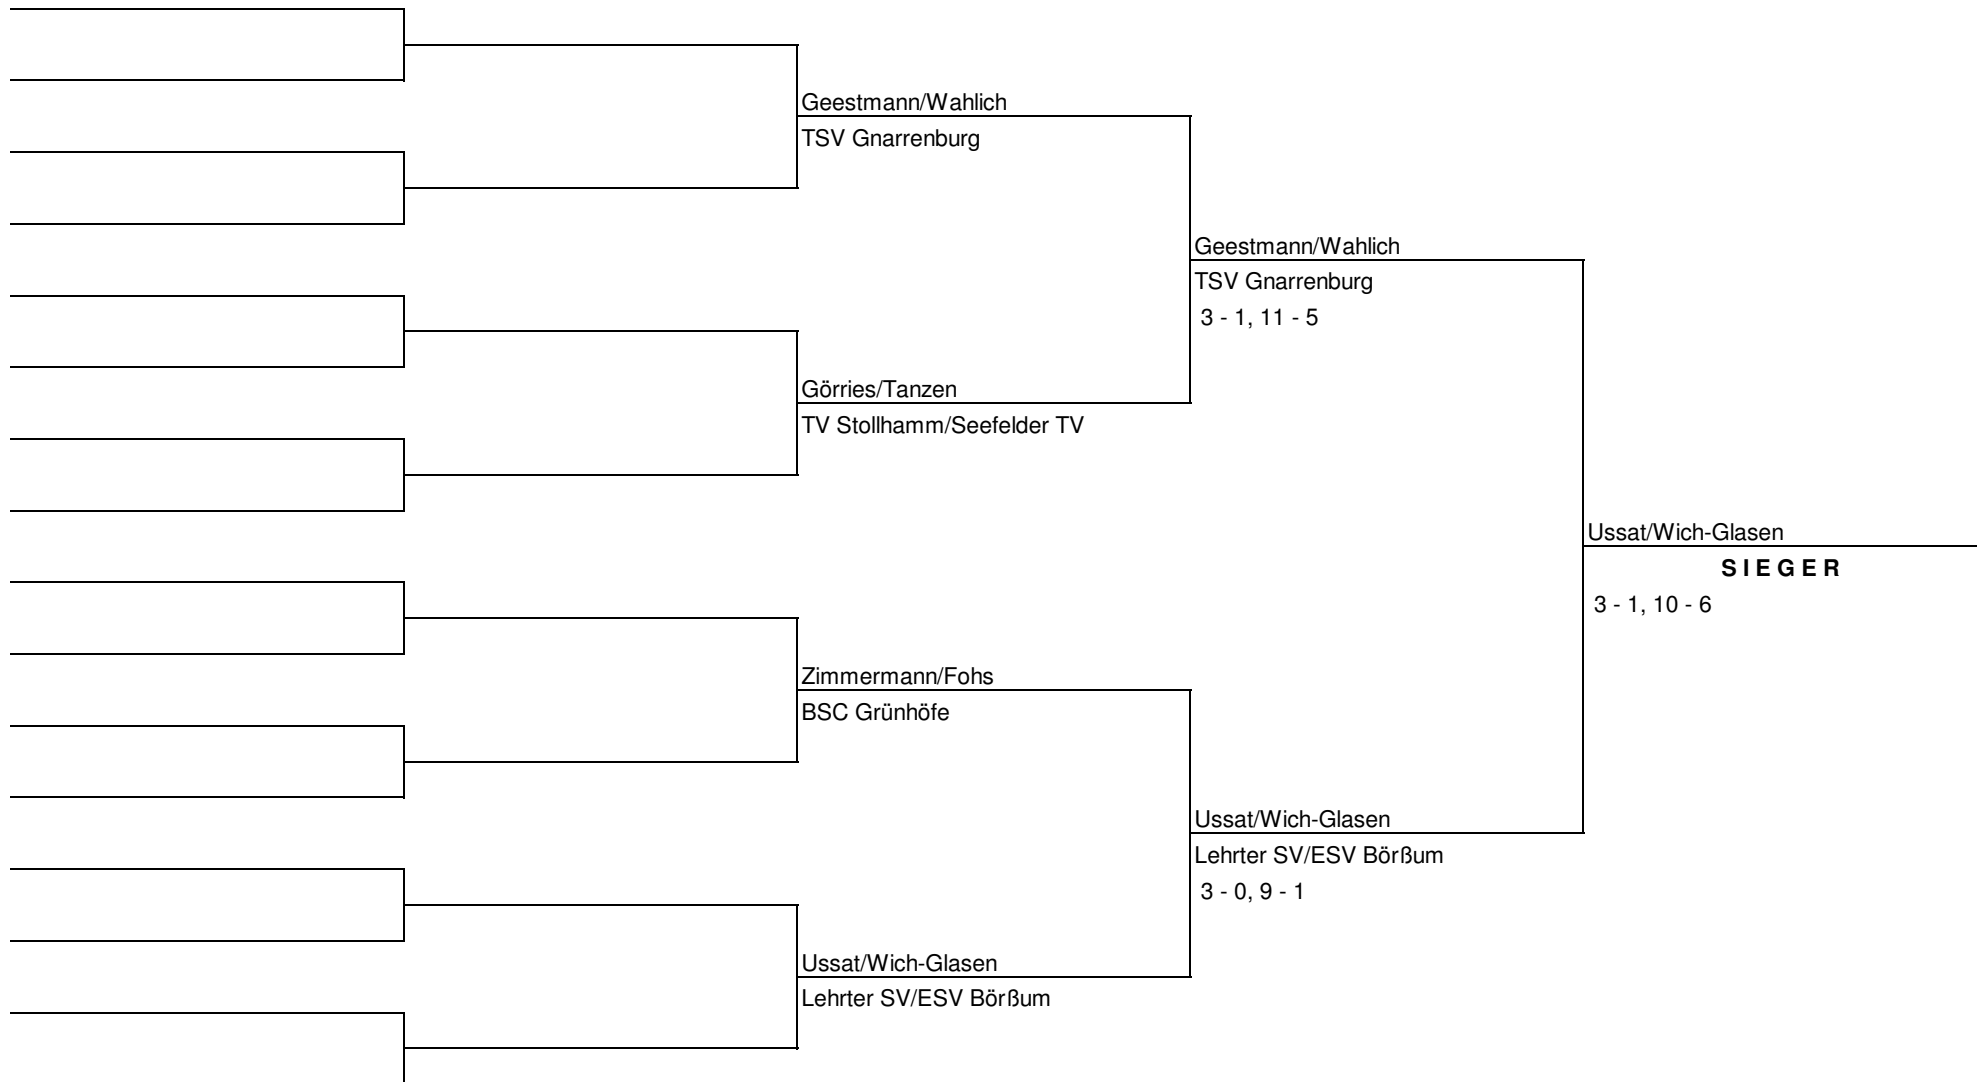 Geestmann/Wahlich
TSV Gnarrenburg
Geestmann/Wahlich
TSV Gnarrenburg
3 - 1, 11 - 5
Görries/Tanzen
TV Stollhamm/Seefelder TV
Ussat/Wich-Glasen
S I E G E R
3 - 1, 10 - 6
Zimmermann/Fohs
BSC Grünhöfe
Ussat/Wich-Glasen
Lehrter SV/ESV Börßum
3 - 0, 9 - 1
Ussat/Wich-Glasen
Lehrter SV/ESV Börßum